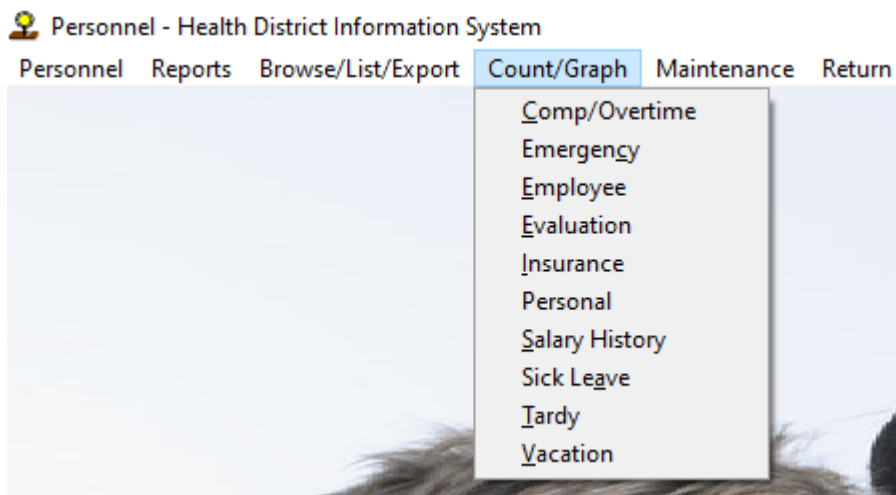 Personnel - Health District Information System
Personnel Reports Browse/List/Export Count/Graph Maintenance Return
Comp/Overtime
Emergency
Employee
Evaluation
Insurance
Personal
Salary History
Sick Leave
Tardy
Vacation